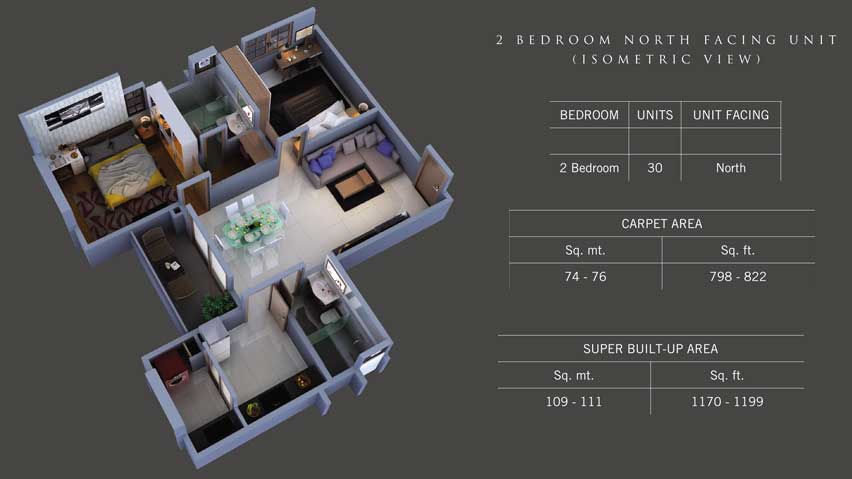 2 BEDROOM NORTH FACING UNIT
(ISOMETRIC VIEW)
BEDROOM UNITS UNIT FACING
2 Bedroom 30 North
CARPET AREA
Sq. mt. Sq. ft.
74 - 76 798 - 822
SUPER BUILT-UP AREA
Sq. mt. Sq. ft.
109 - 111 1170 - 1199